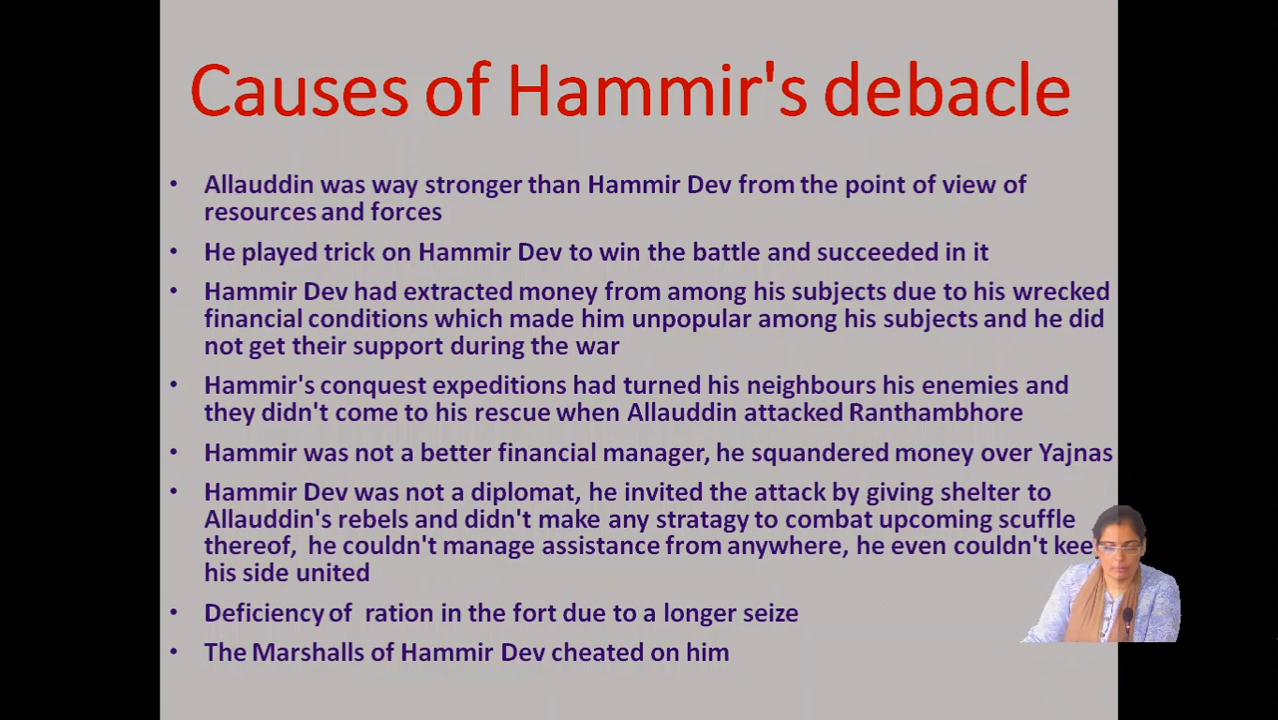 Causes of Hammir's debacle
• Allauddin was way stronger than Hammir Dev from the point of view of
resources and forces
• He played trick on Hammir Dev to win the battle and succeeded in it
• Hammir Dev had extracted money from among his subjects due to his wrecked
financial conditions which made him unpopular among his subjects and he did
not get their support during the war
• Hammir's conquest expeditions had turned his neighbours his enemies and
they didn't come to his rescue when Allauddin attacked Ranthambhore
• Hammir was not a better financial manager, he squandered money over Yajnas
• Hammir Dev was not a diplomat, he invited the attack by giving shelter to
Allauddin's rebels and didn't make any stratagy to combat upcoming scuffle
thereof, he couldn't manage assistance from anywhere, he even couldn't kee
his side united
• Deficiency of ration in the fort due to a longer seize
• The Marshalls of Hammir Dev cheated on him